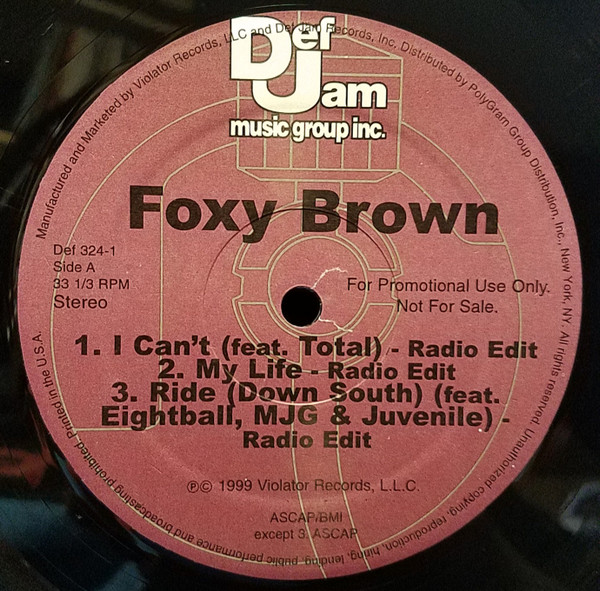 Def
Jam
music group inc.
Manufactured and Marketed by Violator Records, LLC and Def Jam Records, Inc. Distributed by PolyGram Group Distribution, Inc., New York, NY. All rights reserved. Unauthorized copying, reproduction, hiring, lending, public performance and broadcasting prohibited. Printed in the U.S.A.
Foxy Brown
Def 324-1
Side A
33 1/3 RPM
Stereo
For Promotional Use Only.
Not For Sale.
1. I Can't (feat. Total) - Radio Edit
2. My Life - Radio Edit
3. Ride (Down South) (feat.
Eightball, MJG & Juvenile) -
Radio Edit
℗© 1999 Violator Records, L.L.C.
ASCAP/BMI
except 3. ASCAP